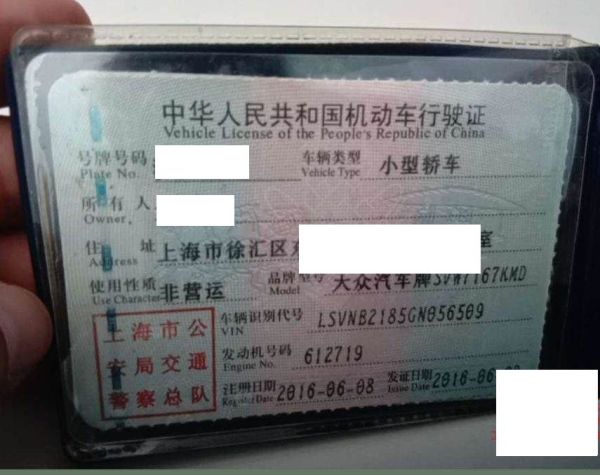 中华人民共和国机动车行驶证
Vehicle License of the People's Republic of China
号牌号码 车辆类型 小型轿车
Plate No. Vehicle Type
所有人
Owner
住 址 上海市徐汇区 室
Address
使用性质 非营运 品牌型号 大众汽车牌SVW7167KMD
Use Character Model
车辆识别代号 LSVNB2185GN056509
VIN
发动机号码 612719
Engine No.
注册日期 2016-06-08 发证日期 2016-06-08
Register Date Issue Date
上海市公
安局交通
警察总队